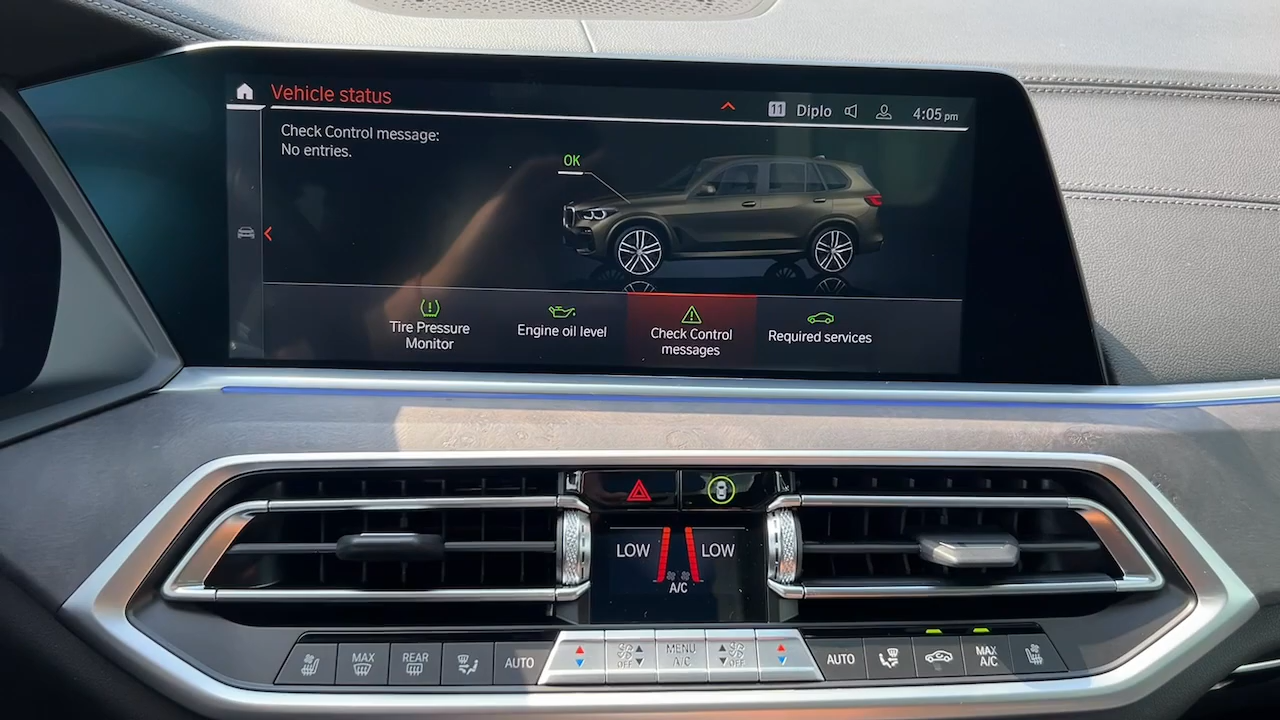 Vehicle status
11 Diplo 4:05 pm
Check Control message:
No entries.
OK
Tire Pressure
Monitor
Engine oil level
Check Control
messages
Required services
LOW LOW
A/C
MAX
REAR
AUTO
OFF
MENU
A/C
OFF
AUTO
MAX
A/C